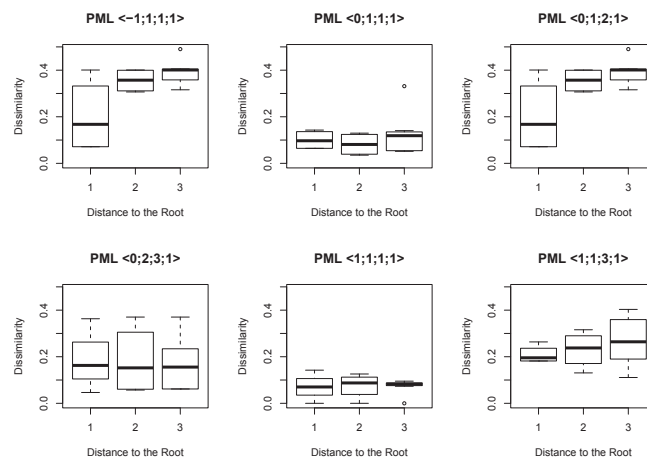 PML <−1;1;1;1>
PML <0;1;1;1>
PML <0;1;2;1>
Dissimilarity
0.0 0.2 0.4
1 2 3
Distance to the Root
Dissimilarity
0.0 0.2 0.4
1 2 3
Distance to the Root
Dissimilarity
0.0 0.2 0.4
1 2 3
Distance to the Root
PML <0;2;3;1>
PML <1;1;1;1>
PML <1;1;3;1>
Dissimilarity
0.0 0.2 0.4
1 2 3
Distance to the Root
Dissimilarity
0.0 0.2 0.4
1 2 3
Distance to the Root
Dissimilarity
0.0 0.2 0.4
1 2 3
Distance to the Root